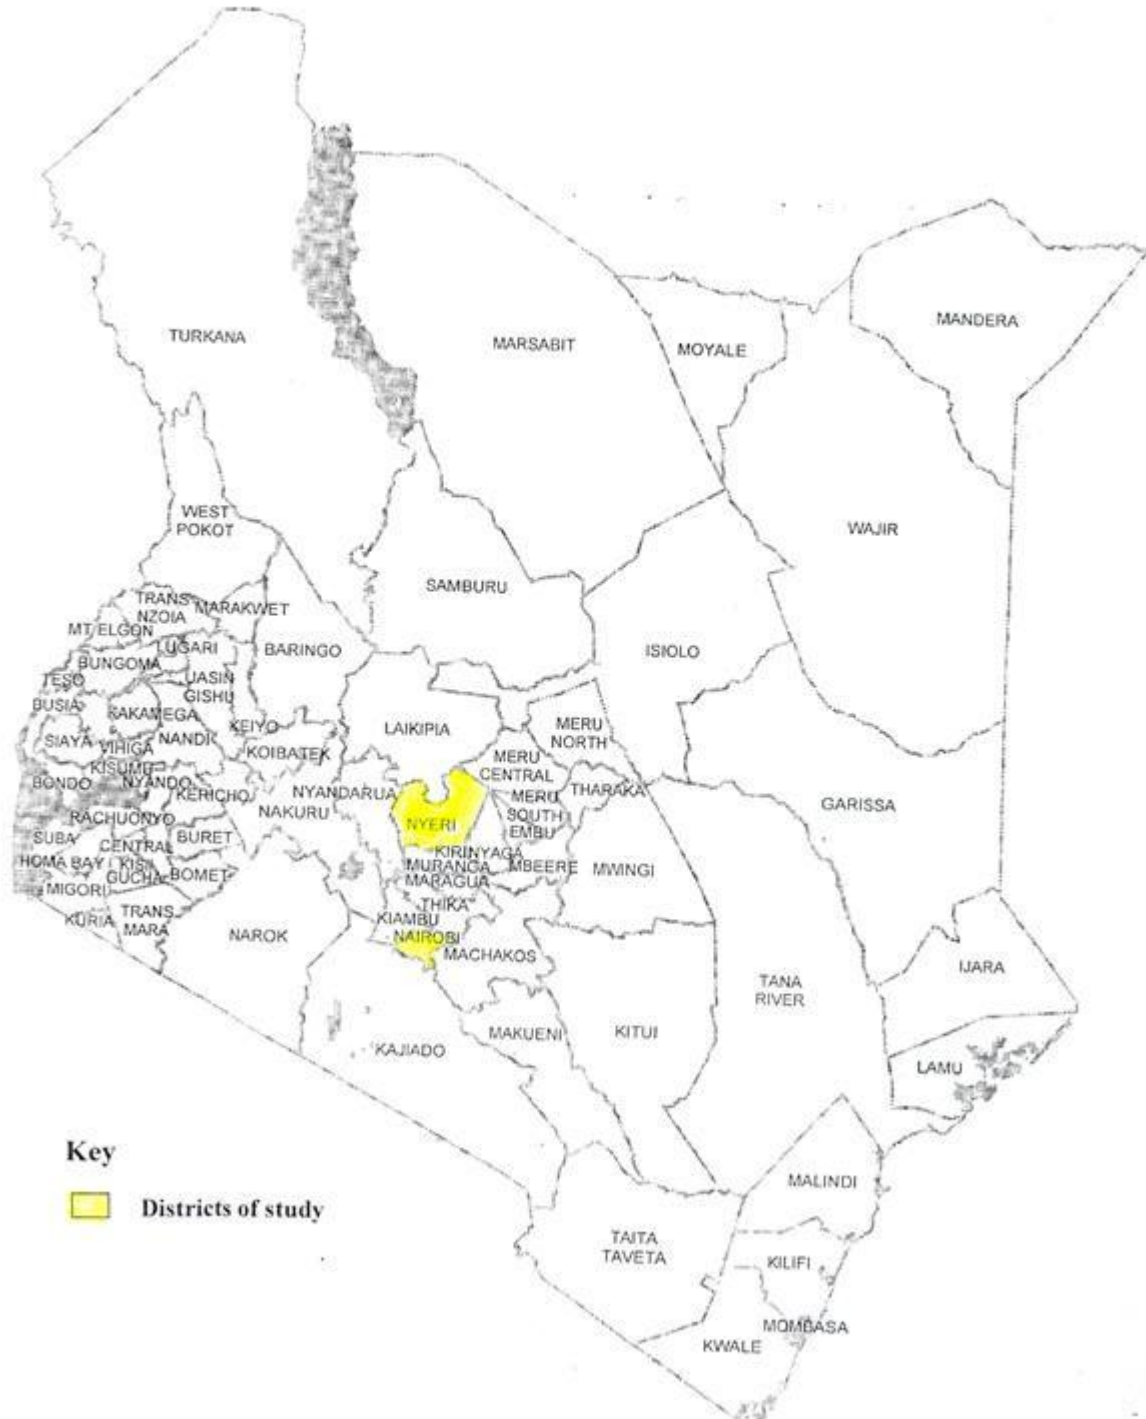 TURKANA
MARSABIT
MOYALE
MANDERA
WEST
POKOT
WAJIR
SAMBURU
TRANS
NZOIA
MARAKWET
MT ELGON
LUGARI
BARINGO
ISIOLO
BUNGOMA
TESO
UASIN
GISHU
BUSIA
KAKAMEGA
KEIYO
LAIKIPIA
MERU
NORTH
SIAYA
VIHIGA
NANDI
KOIBATEK
MERU
CENTRAL
KISUMU
BONDO
NYANDO
KERICHO
NYANDARUA
THARAKA
GARISSA
NAKURU
MERU
SOUTH
EMBU
RACHUONYO
NYERI
SUBA
CENTRAL
KISII
BURET
KIRINYAGA
HOMA BAY
GUCHA
BOMET
MURANGA
MBEERE
MWINGI
MIGORI
MARAGUA
KURIA
TRANS
MARA
THIKA
KIAMBU
NAROK
NAIROBI
MACHAKOS
IJARA
TANA
RIVER
MAKUENI
KITUI
KAJIADO
LAMU
Key
Districts of study
MALINDI
TAITA
TAVETA
KILIFI
MOMBASA
KWALE